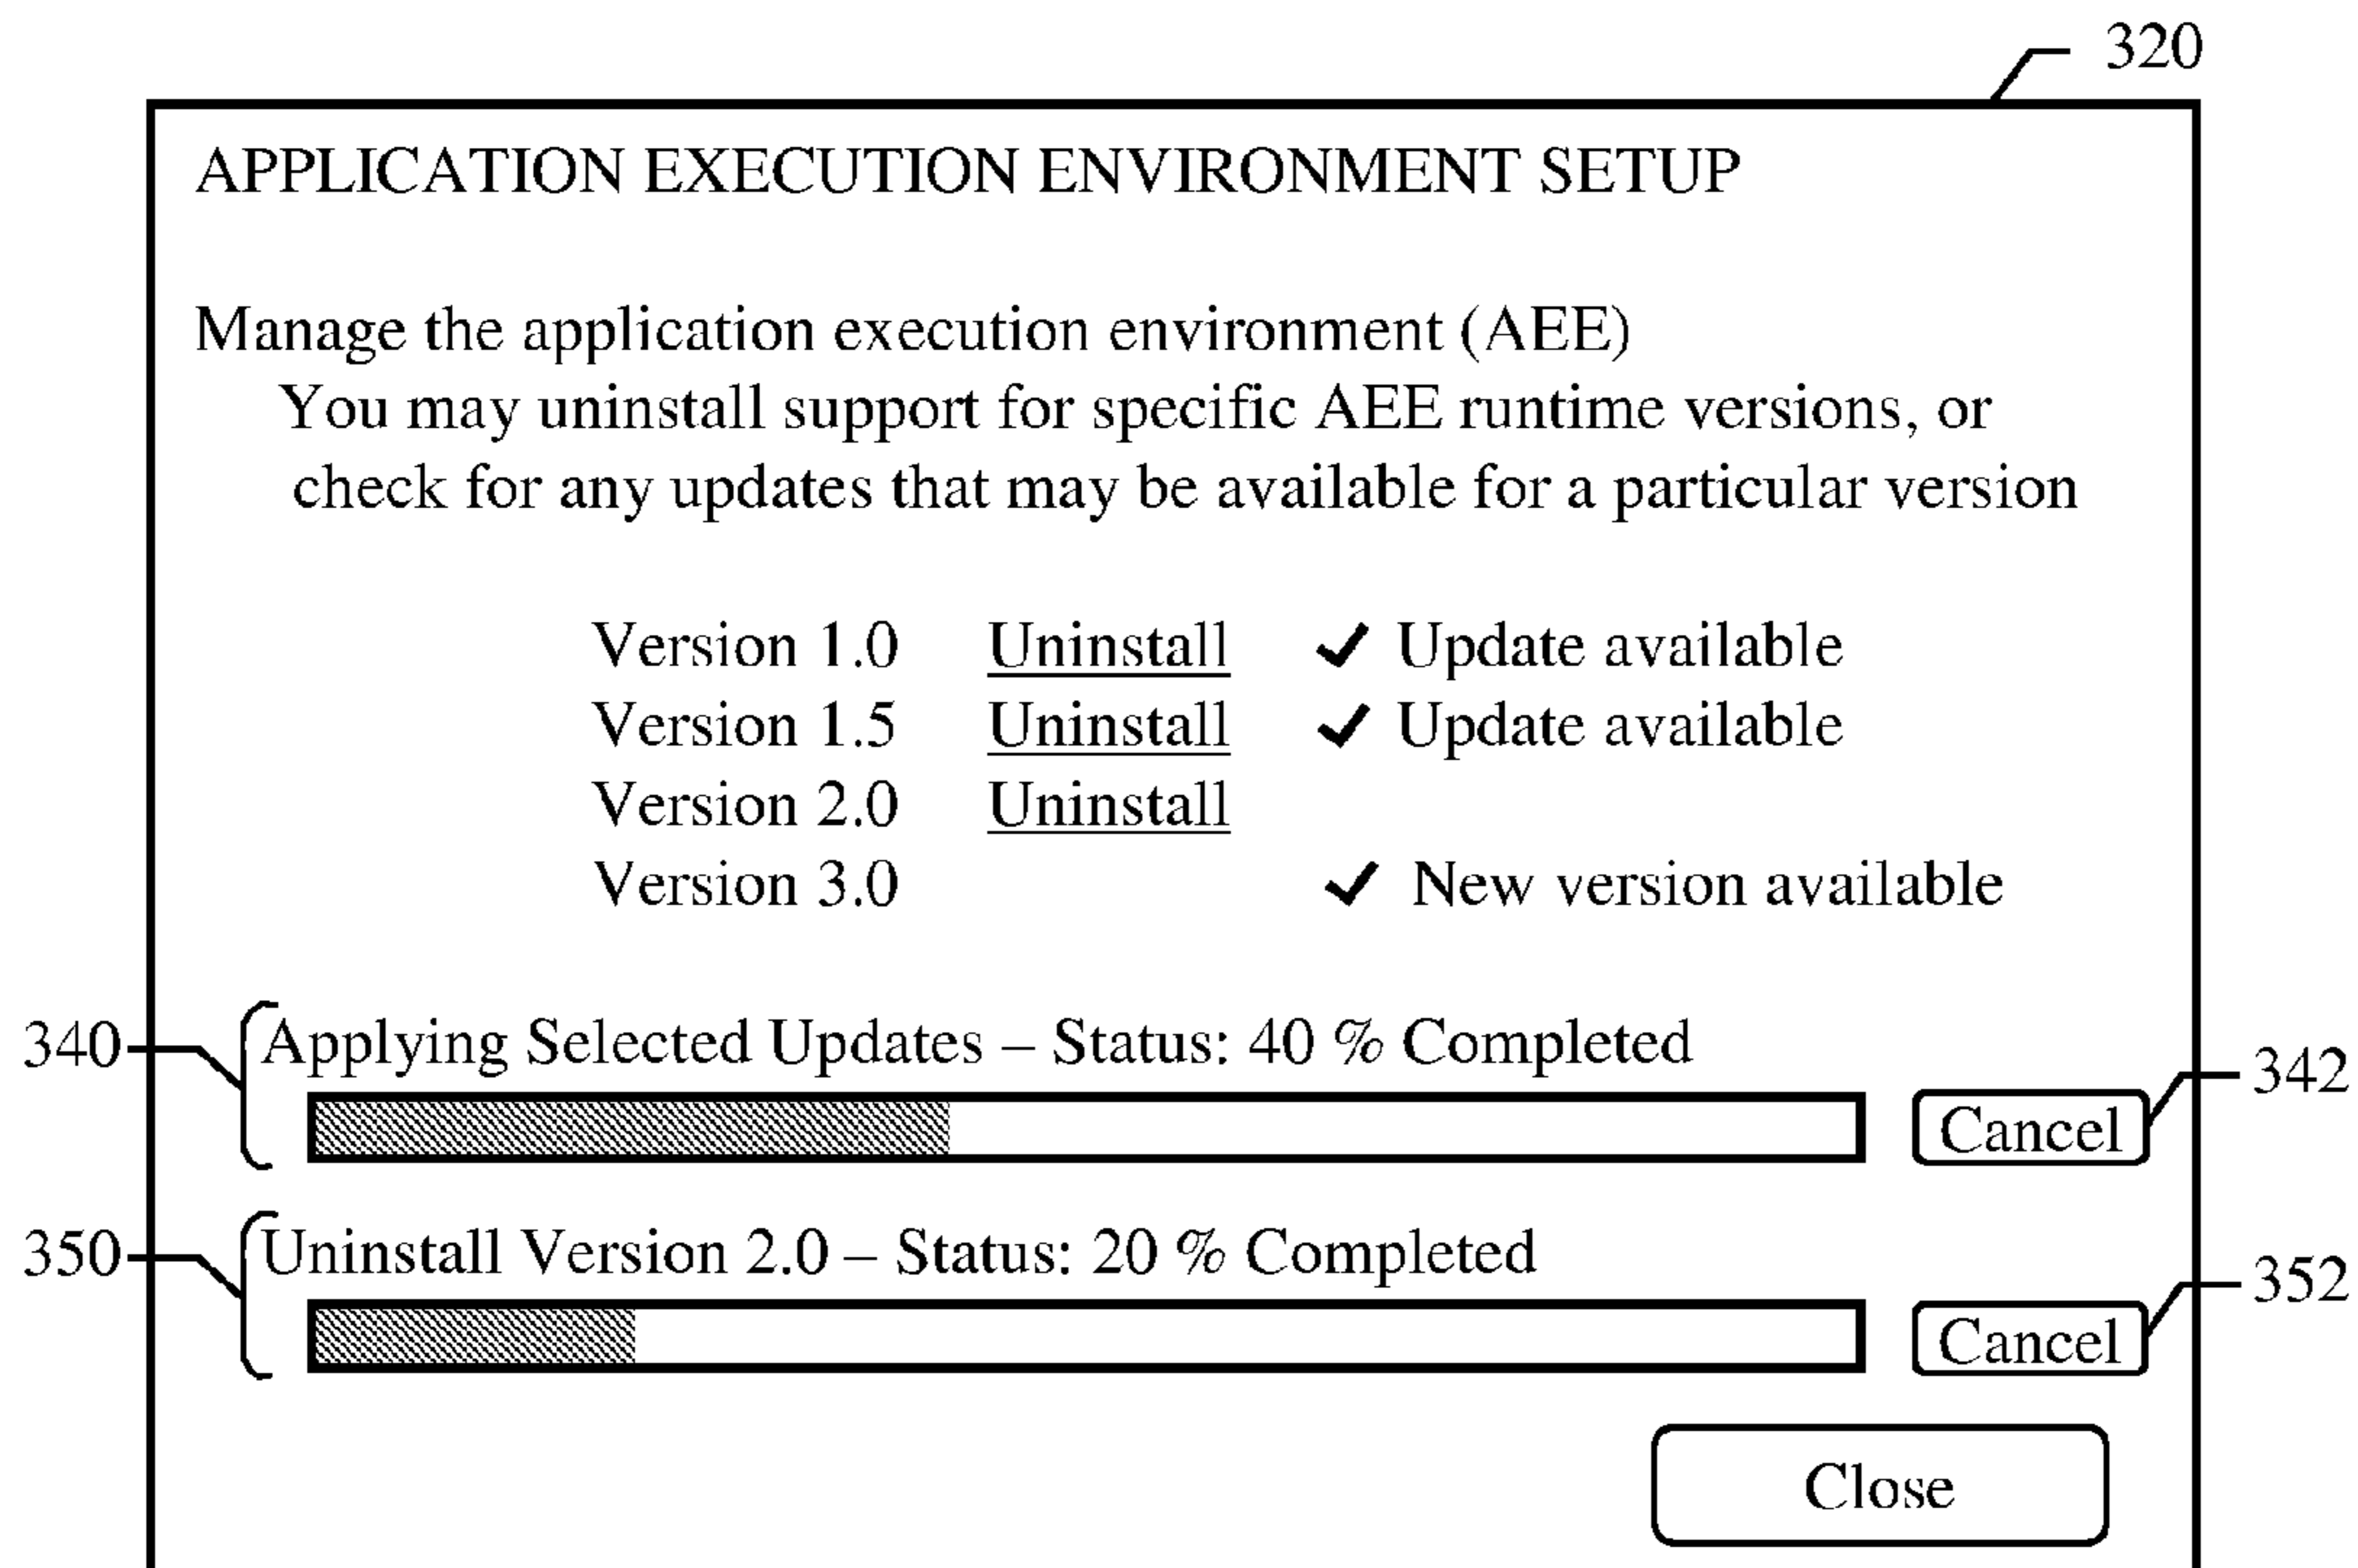 320
APPLICATION EXECUTION ENVIRONMENT SETUP
Manage the application execution environment (AEE)
You may uninstall support for specific AEE runtime versions, or
check for any updates that may be available for a particular version
Version 1.0 Uninstall ✓ Update available
Version 1.5 Uninstall ✓ Update available
Version 2.0 Uninstall
Version 3.0 ✓ New version available
340 Applying Selected Updates – Status: 40 % Completed
Cancel 342
350 Uninstall Version 2.0 – Status: 20 % Completed
Cancel 352
Close